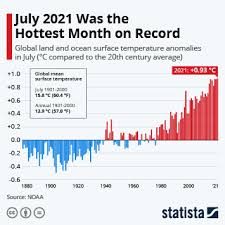 July 2021 Was the
Hottest Month on Record
Global land and ocean surface temperature anomalies
in July (°C compared to the 20th century average)
+1.0
2021: +0.93 °C
+0.8
Global mean
surface temperature
+0.6
July 1901-2000
15.8 °C (60.4 °F)
+0.4
Annual 1901-2000
13.9 °C (57.0 °F)
+0.2
0.0
-0.2
-0.4
-0.6
1880
1900
1920
1940
1960
1980
2000
'21
Source: NOAA
statista